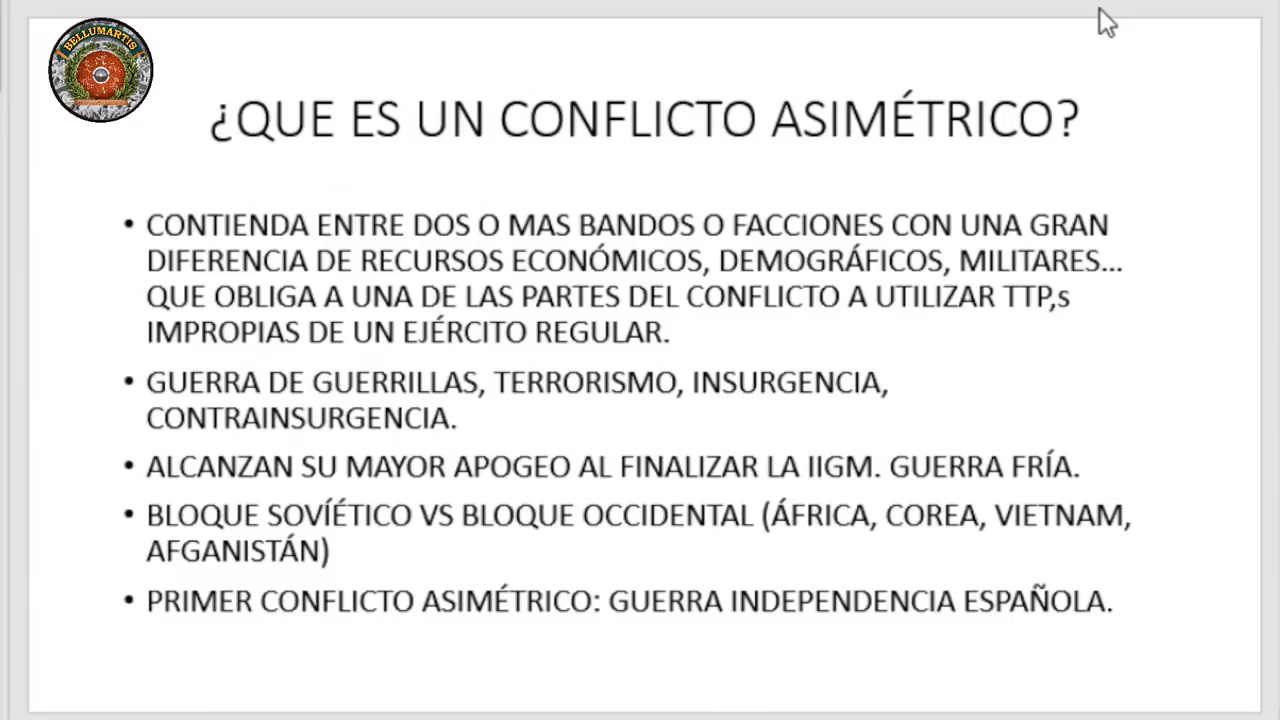 BELLUMARTIS
¿QUE ES UN CONFLICTO ASIMÉTRICO?
• CONTIENDA ENTRE DOS O MAS BANDOS O FACCIONES CON UNA GRAN
DIFERENCIA DE RECURSOS ECONÓMICOS, DEMOGRÁFICOS, MILITARES...
QUE OBLIGA A UNA DE LAS PARTES DEL CONFLICTO A UTILIZAR TTP,s
IMPROPIAS DE UN EJÉRCITO REGULAR.
• GUERRA DE GUERRILLAS, TERRORISMO, INSURGENCIA,
CONTRAINSURGENCIA.
• ALCANZAN SU MAYOR APOGEO AL FINALIZAR LA IIGM. GUERRA FRÍA.
• BLOQUE SOVÍÉTICO VS BLOQUE OCCIDENTAL (ÁFRICA, COREA, VIETNAM,
AFGANISTÁN)
• PRIMER CONFLICTO ASIMÉTRICO: GUERRA INDEPENDENCIA ESPAÑOLA.